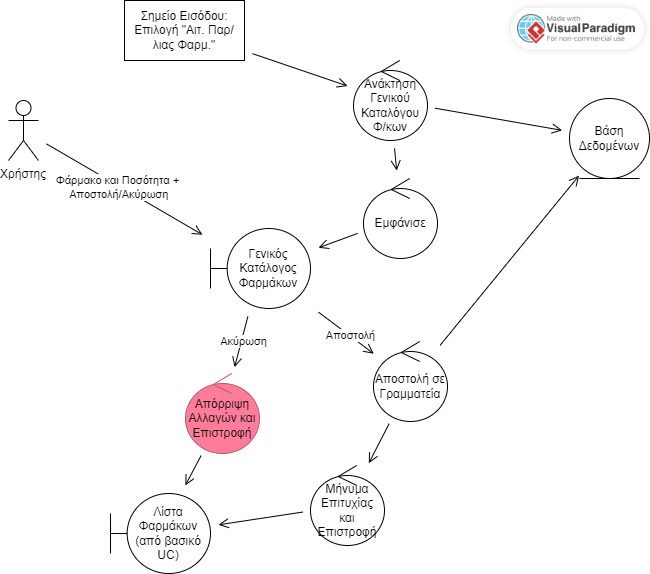 Σημείο Εισόδου:
Επιλογή "Αιτ. Παρ/
λιας Φαρμ."
Made with
VisualParadigm
For non-commercial use
Ανάκτηση
Γενικού
Καταλόγου
Φ/κων
Βάση
Δεδομένων
Χρήστης
Φάρμακο και Ποσότητα +
Αποστολή/Ακύρωση
Εμφάνισε
Γενικός
Κατάλογος
Φαρμάκων
Ακύρωση
Αποστολή
Αποστολή σε
Γραμματεία
Απόρριψη
Αλλαγών και
Επιστροφή
Μήνυμα
Επιτυχίας
και
Επιστροφή
Λίστα
Φαρμάκων
(από βασικό
UC)